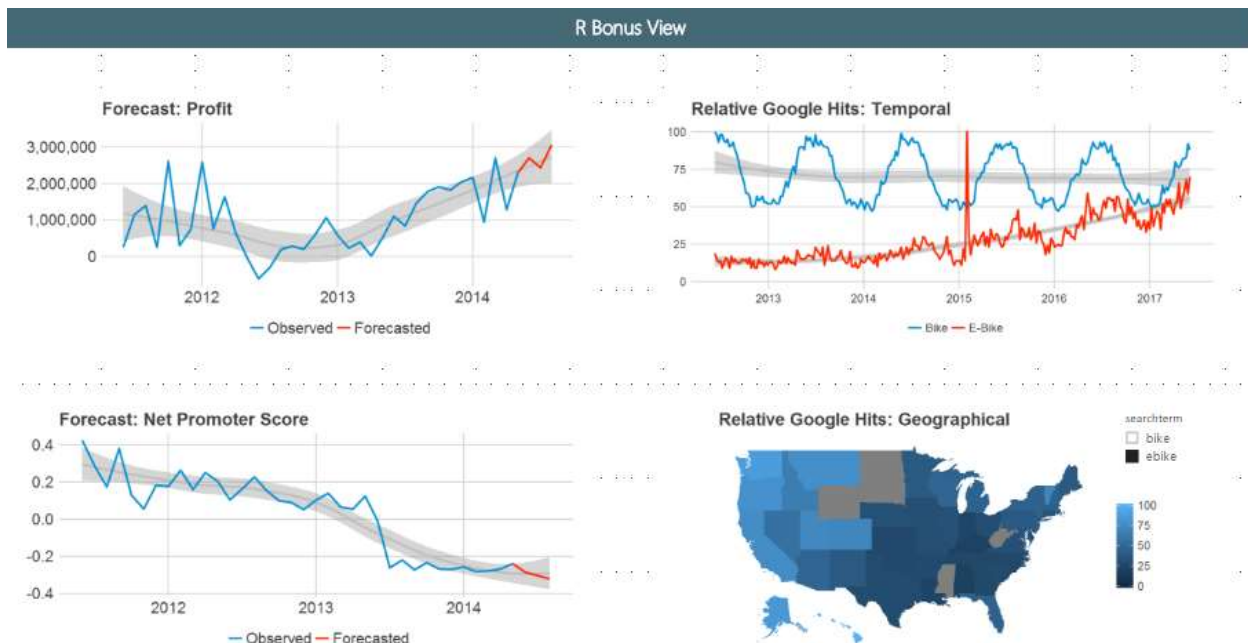 R Bonus View
Forecast: Profit
3,000,000
2,000,000
1,000,000
0
2012 2013 2014
Observed Forecasted
Relative Google Hits: Temporal
100
75
50
25
0
2013 2014 2015 2016 2017
Bike E-Bike
Forecast: Net Promoter Score
0.4
0.2
0.0
-0.2
-0.4
2012 2013 2014
Observed Forecasted
Relative Google Hits: Geographical
searchterm
bike
ebike
100
75
50
25
0